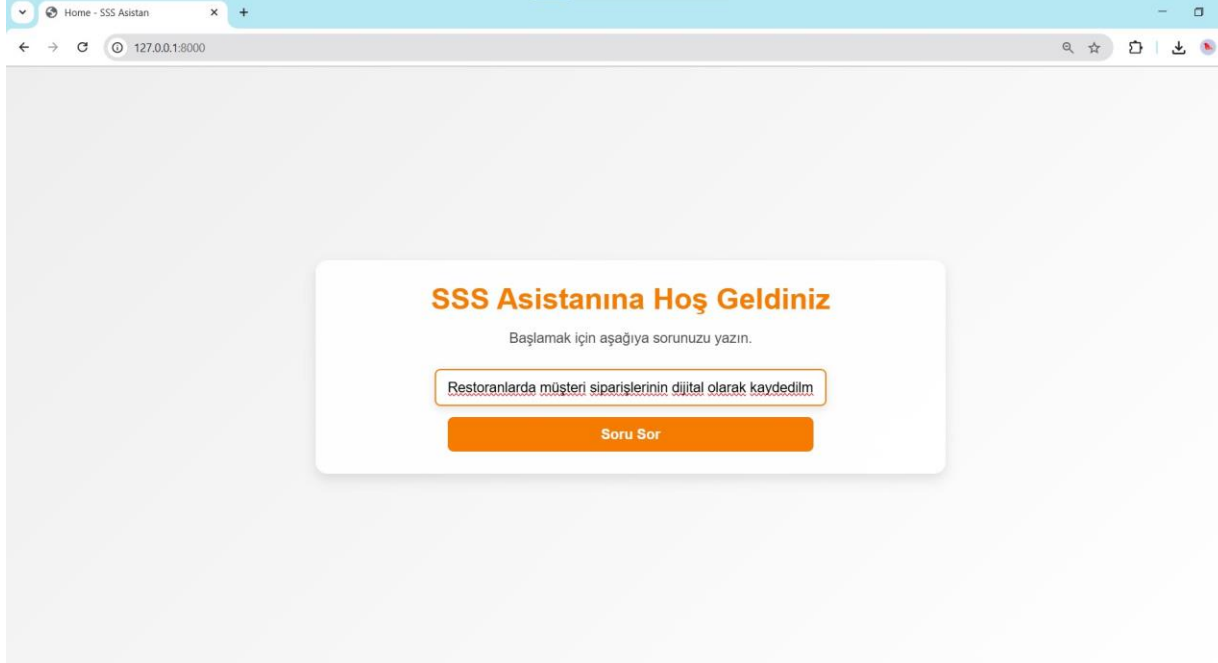 Home - SSS Asistan
127.0.0.1:8000
SSS Asistanına Hoş Geldiniz
Başlamak için aşağıya sorunuzu yazın.
Restoranlarda müşteri siparişlerinin dijital olarak kaydedilm
Soru Sor